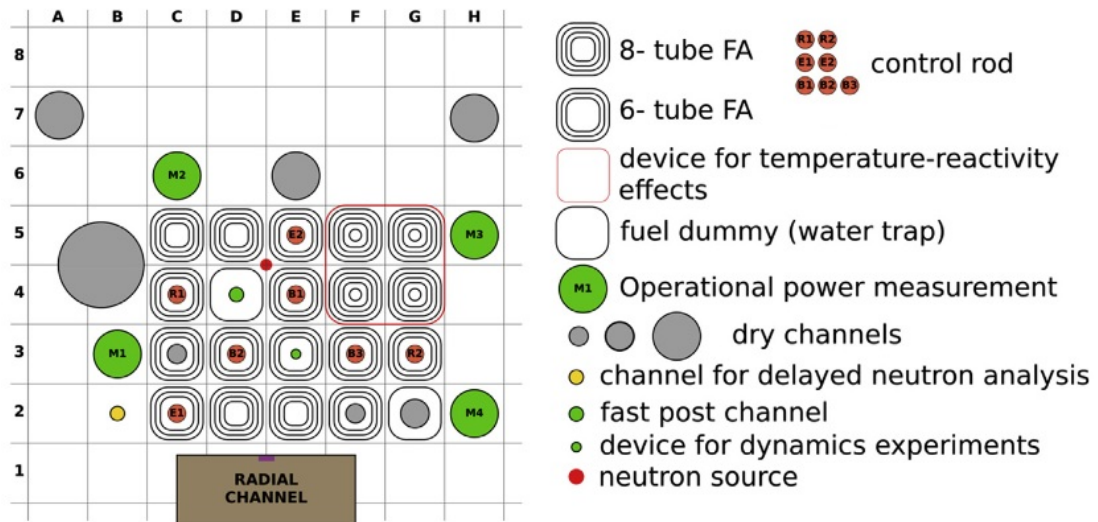 A B C D E F G H
8
7
6
5
4
3
2
1
M2
E2
M3
R1
B1
M1
B2
B3
R2
E1
M4
RADIAL
CHANNEL
8- tube FA
6- tube FA
device for temperature-reactivity
effects
fuel dummy (water trap)
M1
Operational power measurement
dry channels
channel for delayed neutron analysis
fast post channel
device for dynamics experiments
neutron source
R1 R2
E1 E2
B1 B2 B3
control rod